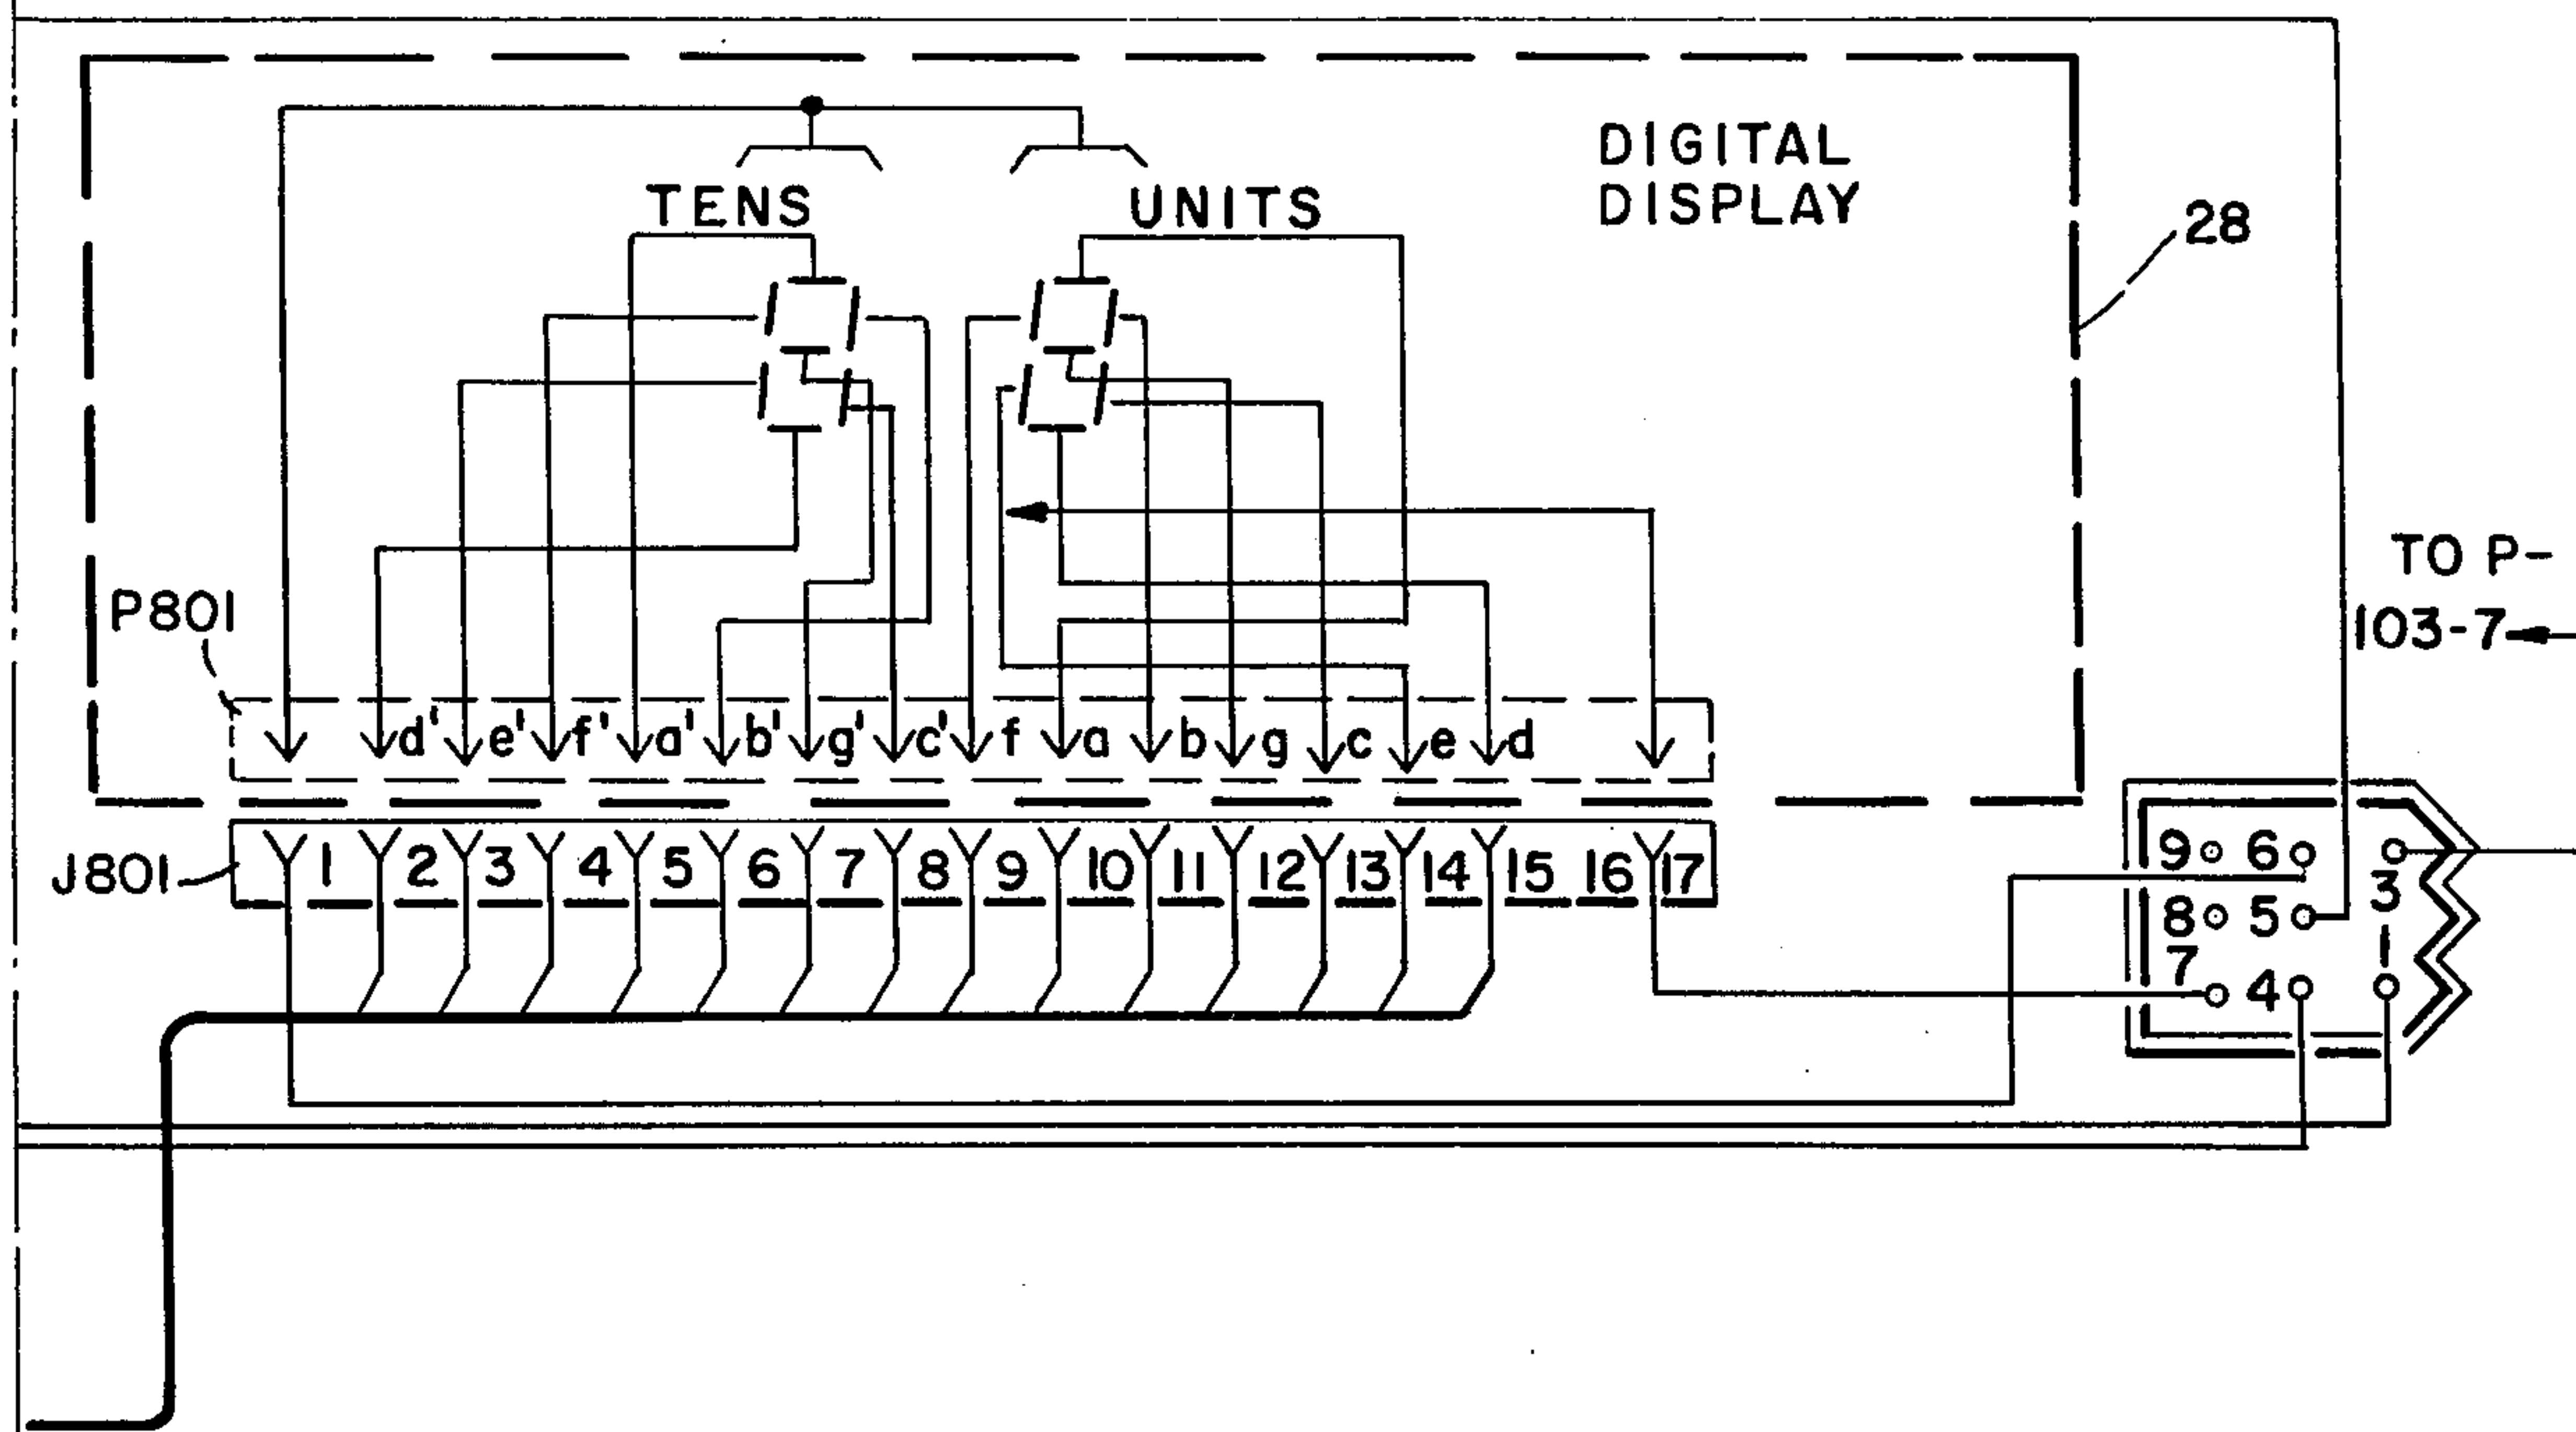 DIGITAL
DISPLAY
TENS UNITS
28
TO P-
103-7
P801
d' e' f' a' b' g' c' f a b g c e d
J801
1 2 3 4 5 6 7 8 9 10 11 12 13 14 15 16 17
9 6 3
8 5
7 4 1